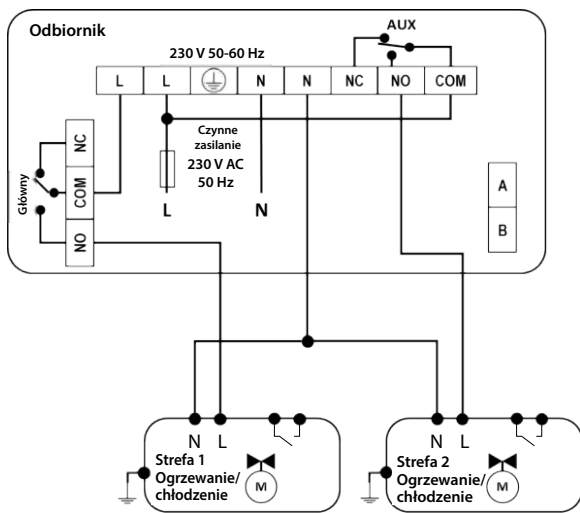 Odbiornik
AUX
230 V 50-60 Hz
L L N N NC NO COM
Czynne
zasilanie
230 V AC
50 Hz
L N
Główny
NC
COM
NO
A
B
N L
Strefa 1
Ogrzewanie/
chłodzenie
M
N L
Strefa 2
Ogrzewanie/
chłodzenie
M